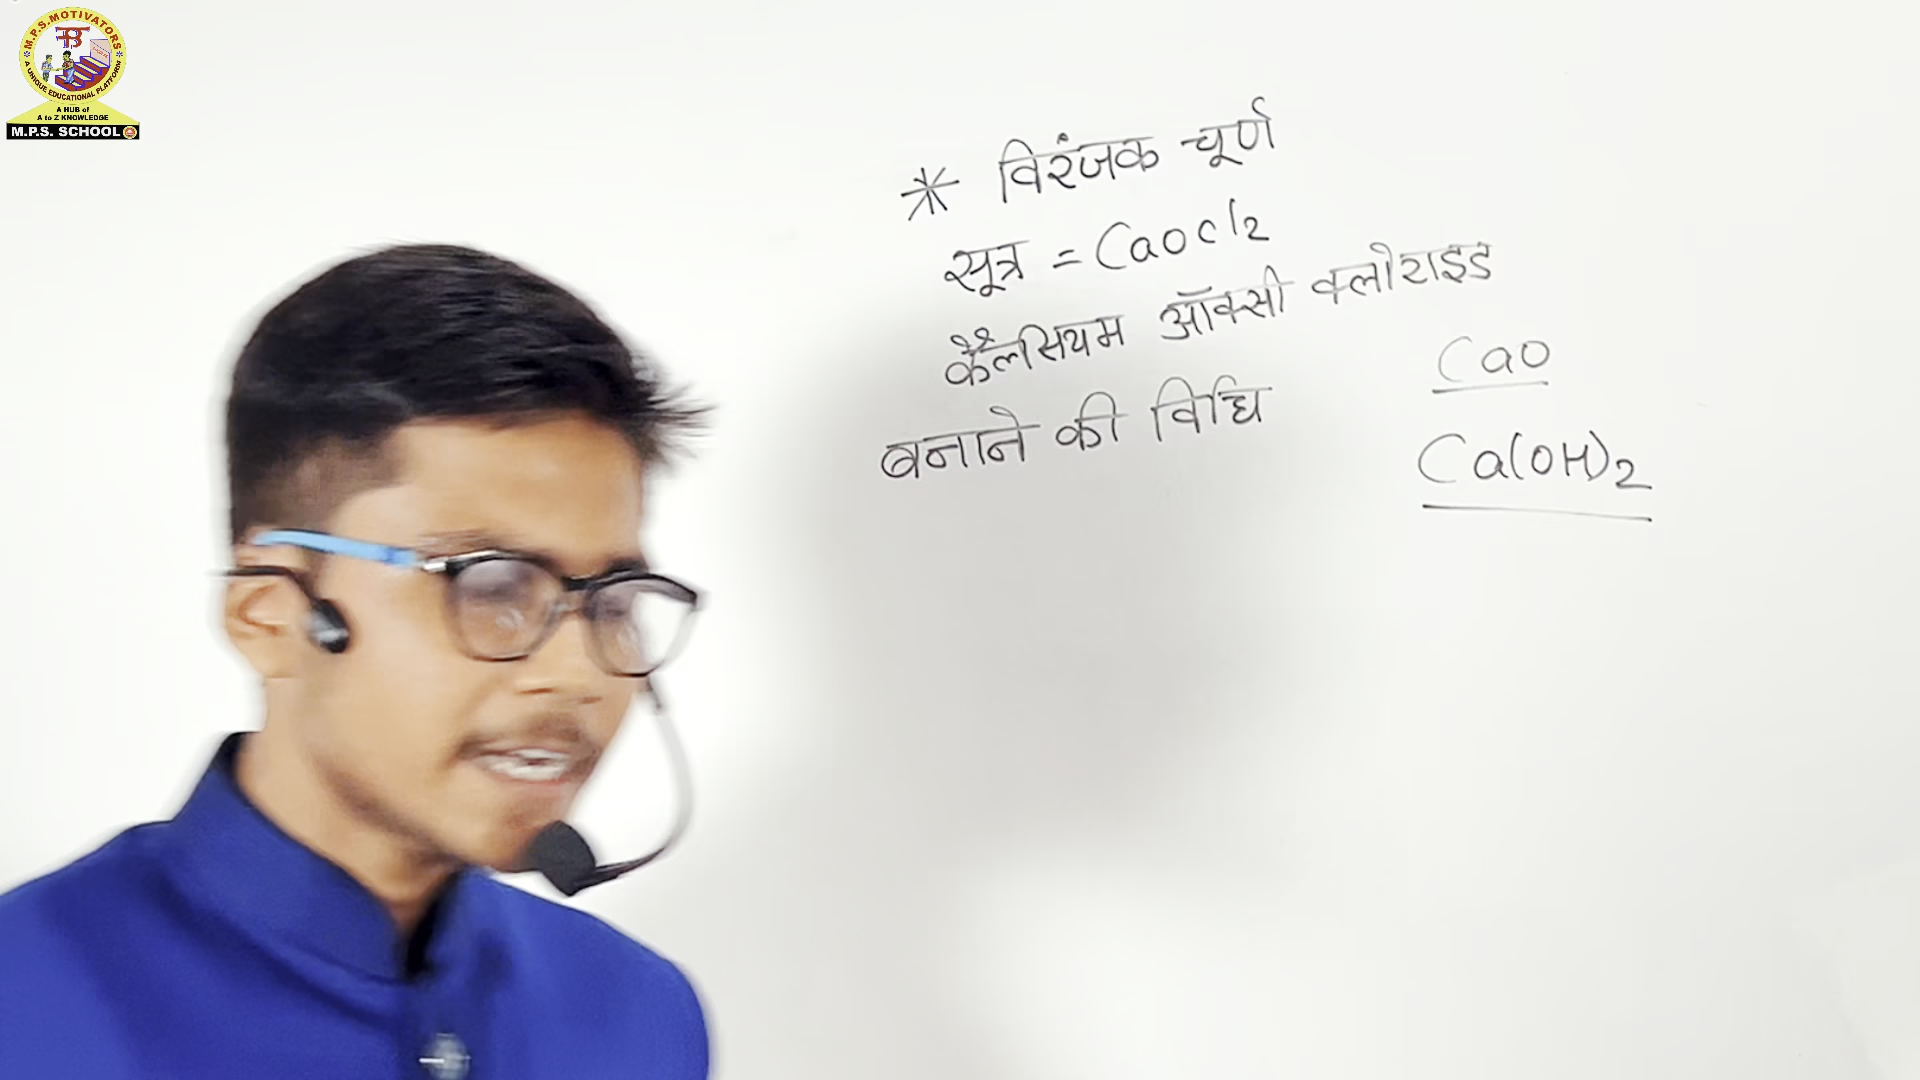 M.P.S.MOTIVATORS
A UNIQUE EDUCATIONAL PLATFORM
A HUB of
A to Z KNOWLEDGE
M.P.S. SCHOOL
* विरंजक चूर्ण
सूत्र = CaOCl2
कैल्सियम ऑक्सी क्लोराइड
बनाने की विधि
CaO
Ca(OH)2